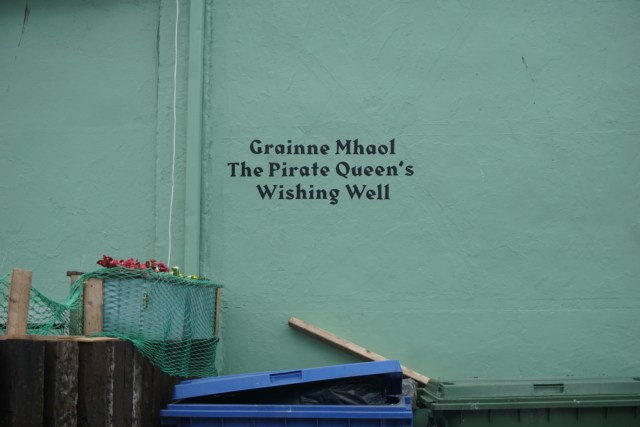 Grainne Mhaol
The Pirate Queen's
Wishing Well